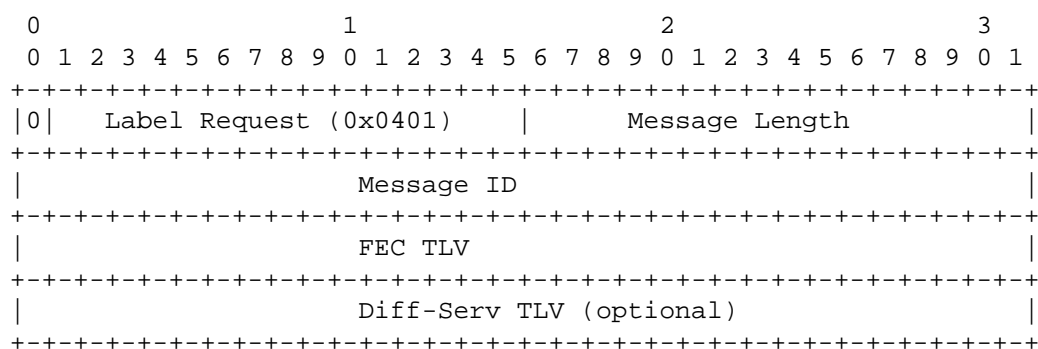 0                   1                   2                   3
 0 1 2 3 4 5 6 7 8 9 0 1 2 3 4 5 6 7 8 9 0 1 2 3 4 5 6 7 8 9 0 1
+-+-+-+-+-+-+-+-+-+-+-+-+-+-+-+-+-+-+-+-+-+-+-+-+-+-+-+-+-+-+-+-+
|0|   Label Request (0x0401)    |      Message Length           |
+-+-+-+-+-+-+-+-+-+-+-+-+-+-+-+-+-+-+-+-+-+-+-+-+-+-+-+-+-+-+-+-+
|                     Message ID                                |
+-+-+-+-+-+-+-+-+-+-+-+-+-+-+-+-+-+-+-+-+-+-+-+-+-+-+-+-+-+-+-+-+
|                     FEC TLV                                   |
+-+-+-+-+-+-+-+-+-+-+-+-+-+-+-+-+-+-+-+-+-+-+-+-+-+-+-+-+-+-+-+-+
|                     Diff-Serv TLV (optional)                  |
+-+-+-+-+-+-+-+-+-+-+-+-+-+-+-+-+-+-+-+-+-+-+-+-+-+-+-+-+-+-+-+-+